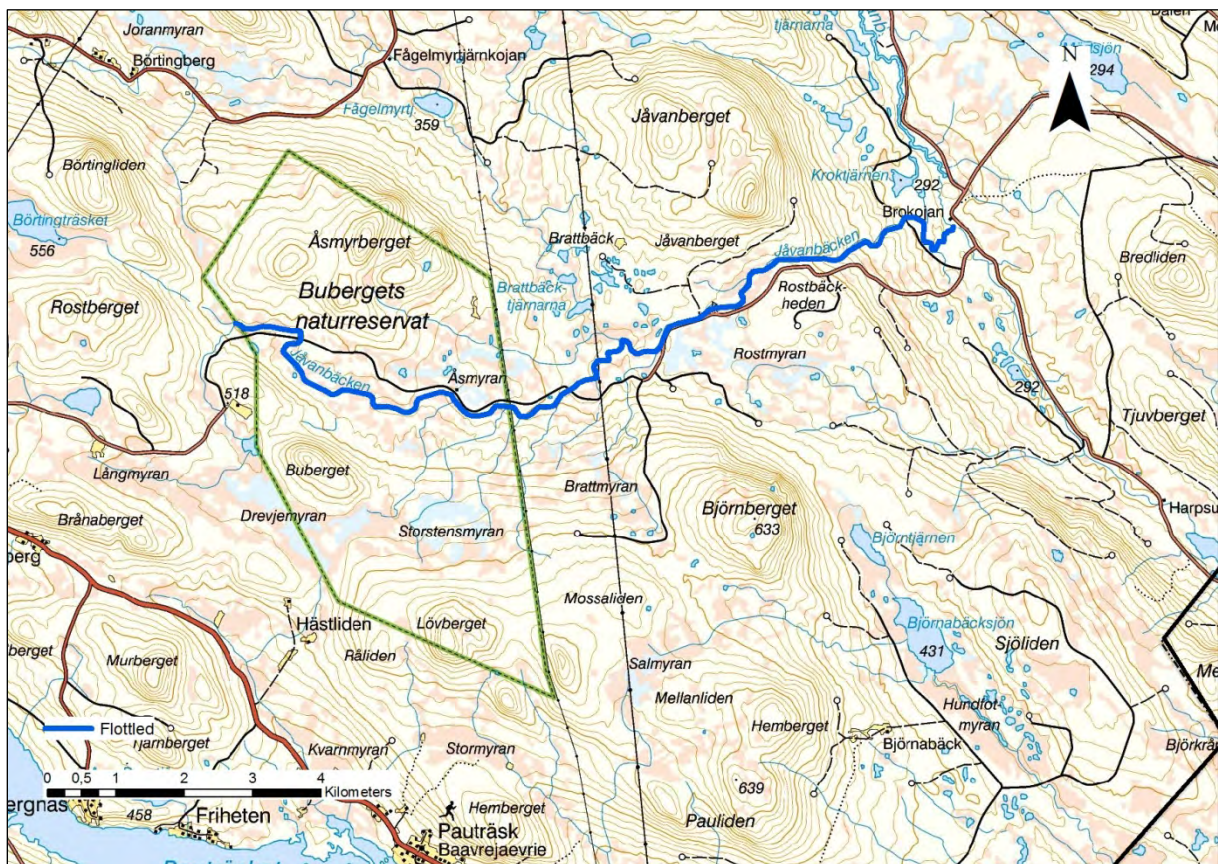 Joranmyran
Börtingberg
Fågelmyrtjärnkojan
Fågelmyrtj.
359
Börtingliden
Börtingträsket
556
Rostberget
Åsmyrberget
Bubergets
naturreservat
Jåvanberget
tjärnarna
294
Dalen
N
Kroktjärnen
292
Brokojan
Brattbäck
Jåvanberget
Jåvanbäcken
Brattbäck-
tjärnarna
Rostbäck-
heden
Bredliden
Jåvanbäcken
Åsmyran
Rostmyran
292
518
Tjuvberget
Långmyran
Buberget
Brattmyran
Björnberget
633
Brånaberget
Drevjemyran
Storstensmyran
Björntjärnen
Mossaliden
Hästliden
Lövberget
Råliden
Murberget
Björnabäcksjön
431
Sjöliden
Salmyran
Mellanliden
Hundfot-
myran
Hemberget
Björnabäck
Flottled
Kvarnmyran
Stormyran
0 0,5 1 2 3 4
Kilometers
639
Pauliden
Hemberget
458
Friheten
Pauträsk
Baavrejaevrie